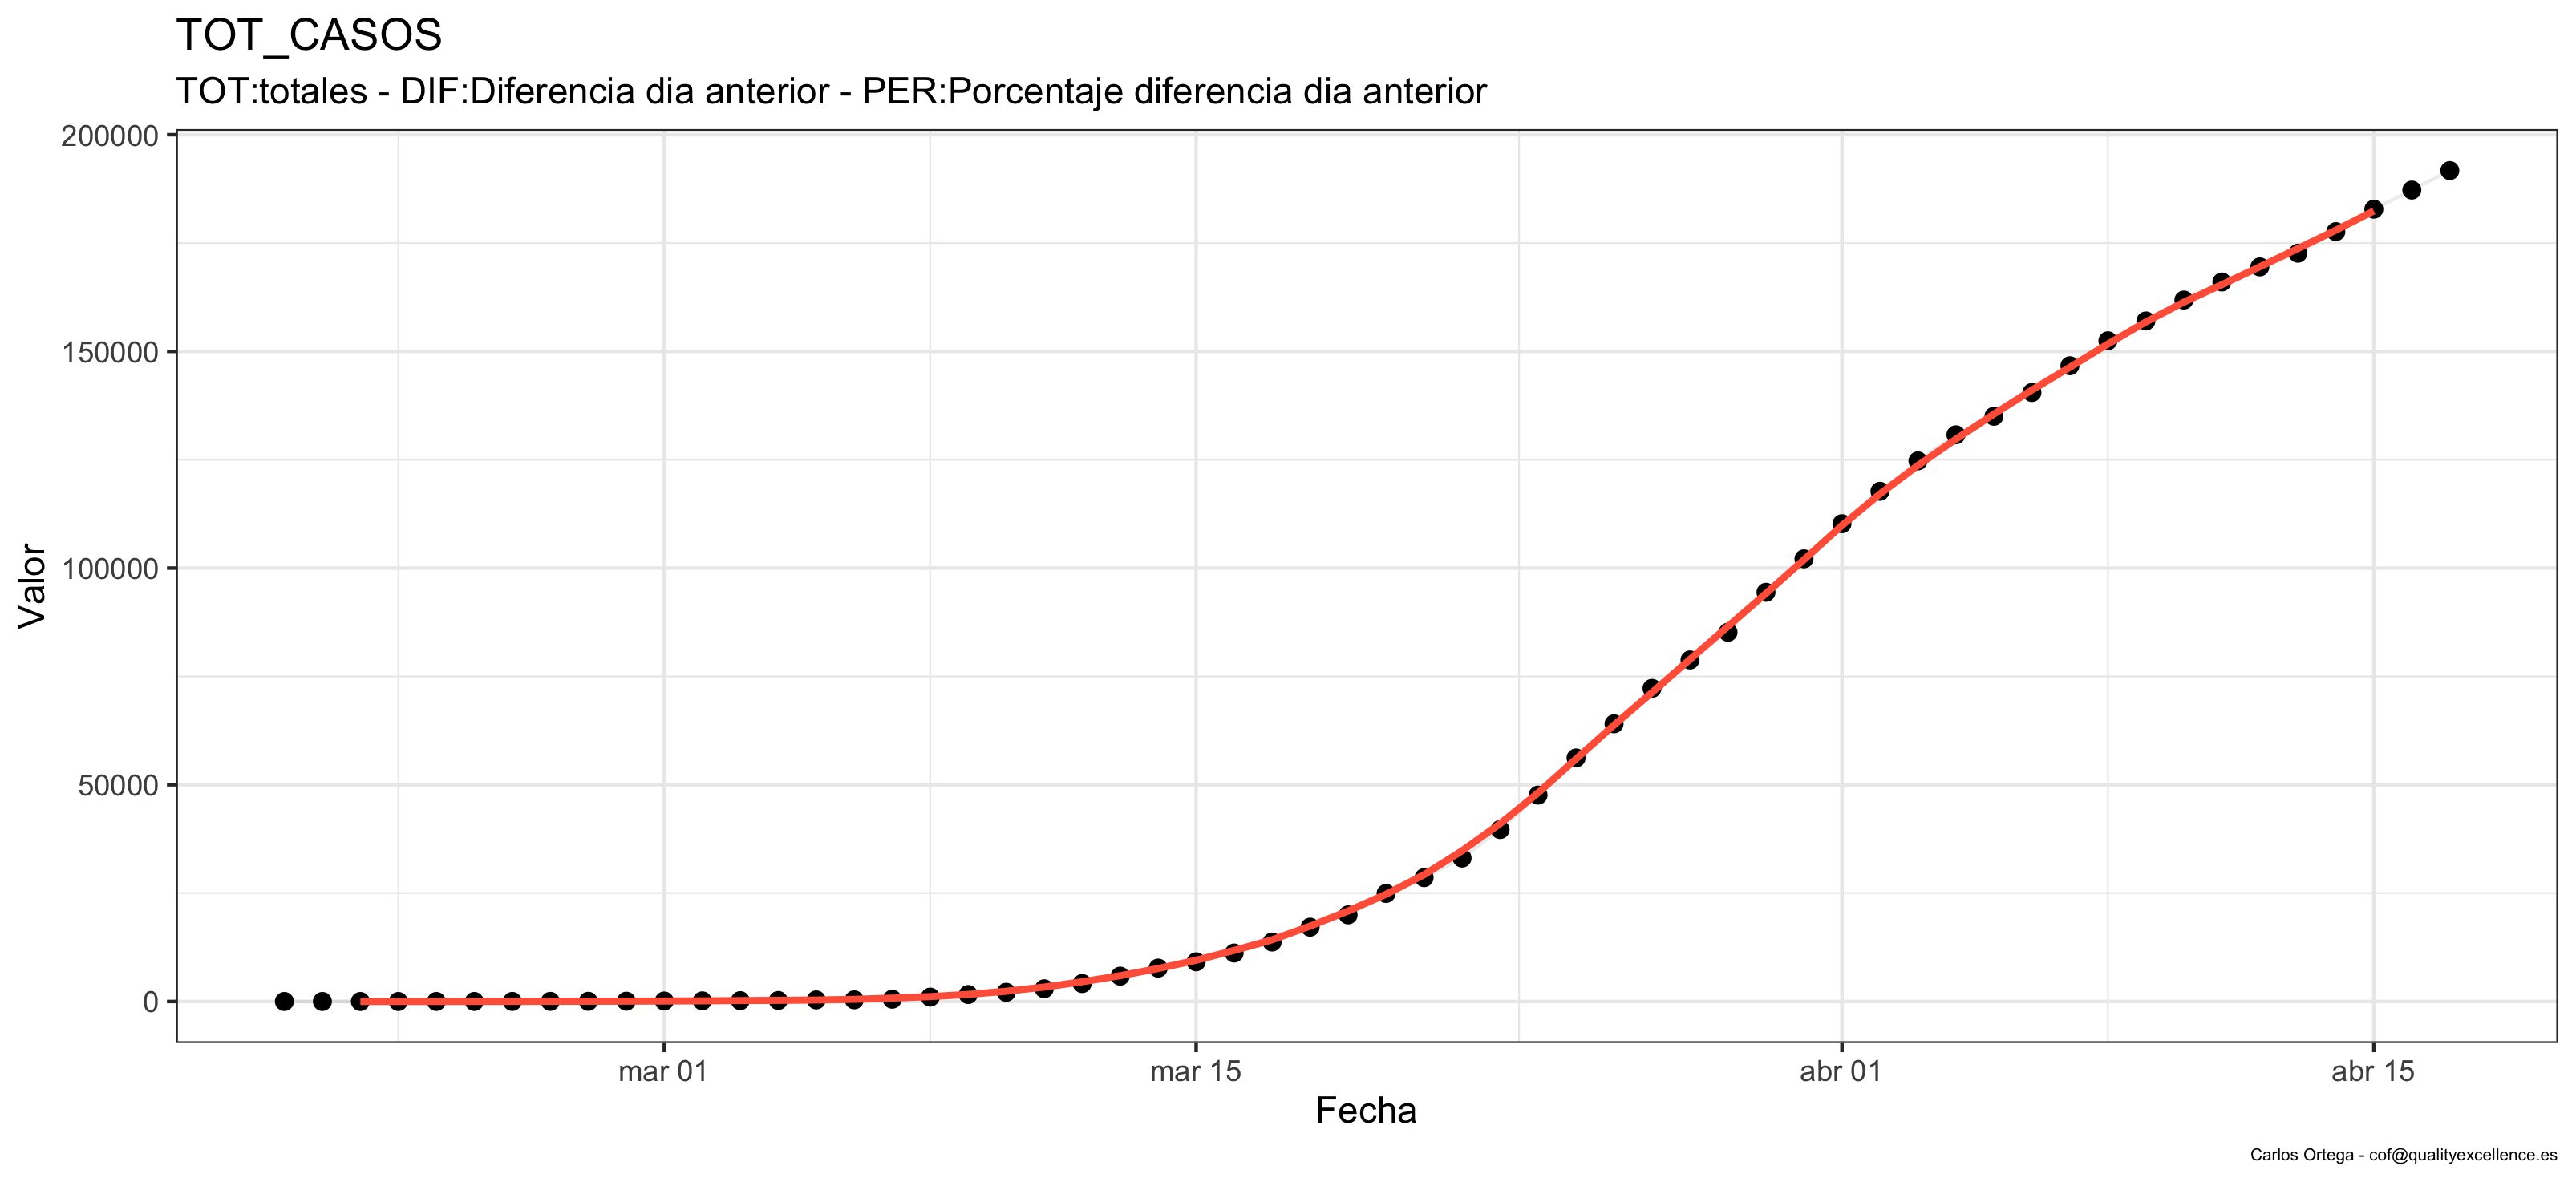 TOT_CASOS
TOT:totales - DIF:Diferencia dia anterior - PER:Porcentaje diferencia dia anterior
200000
150000
100000
50000
0
Valor
mar 01
mar 15
abr 01
abr 15
Fecha
Carlos Ortega - cof@qualityexcellence.es